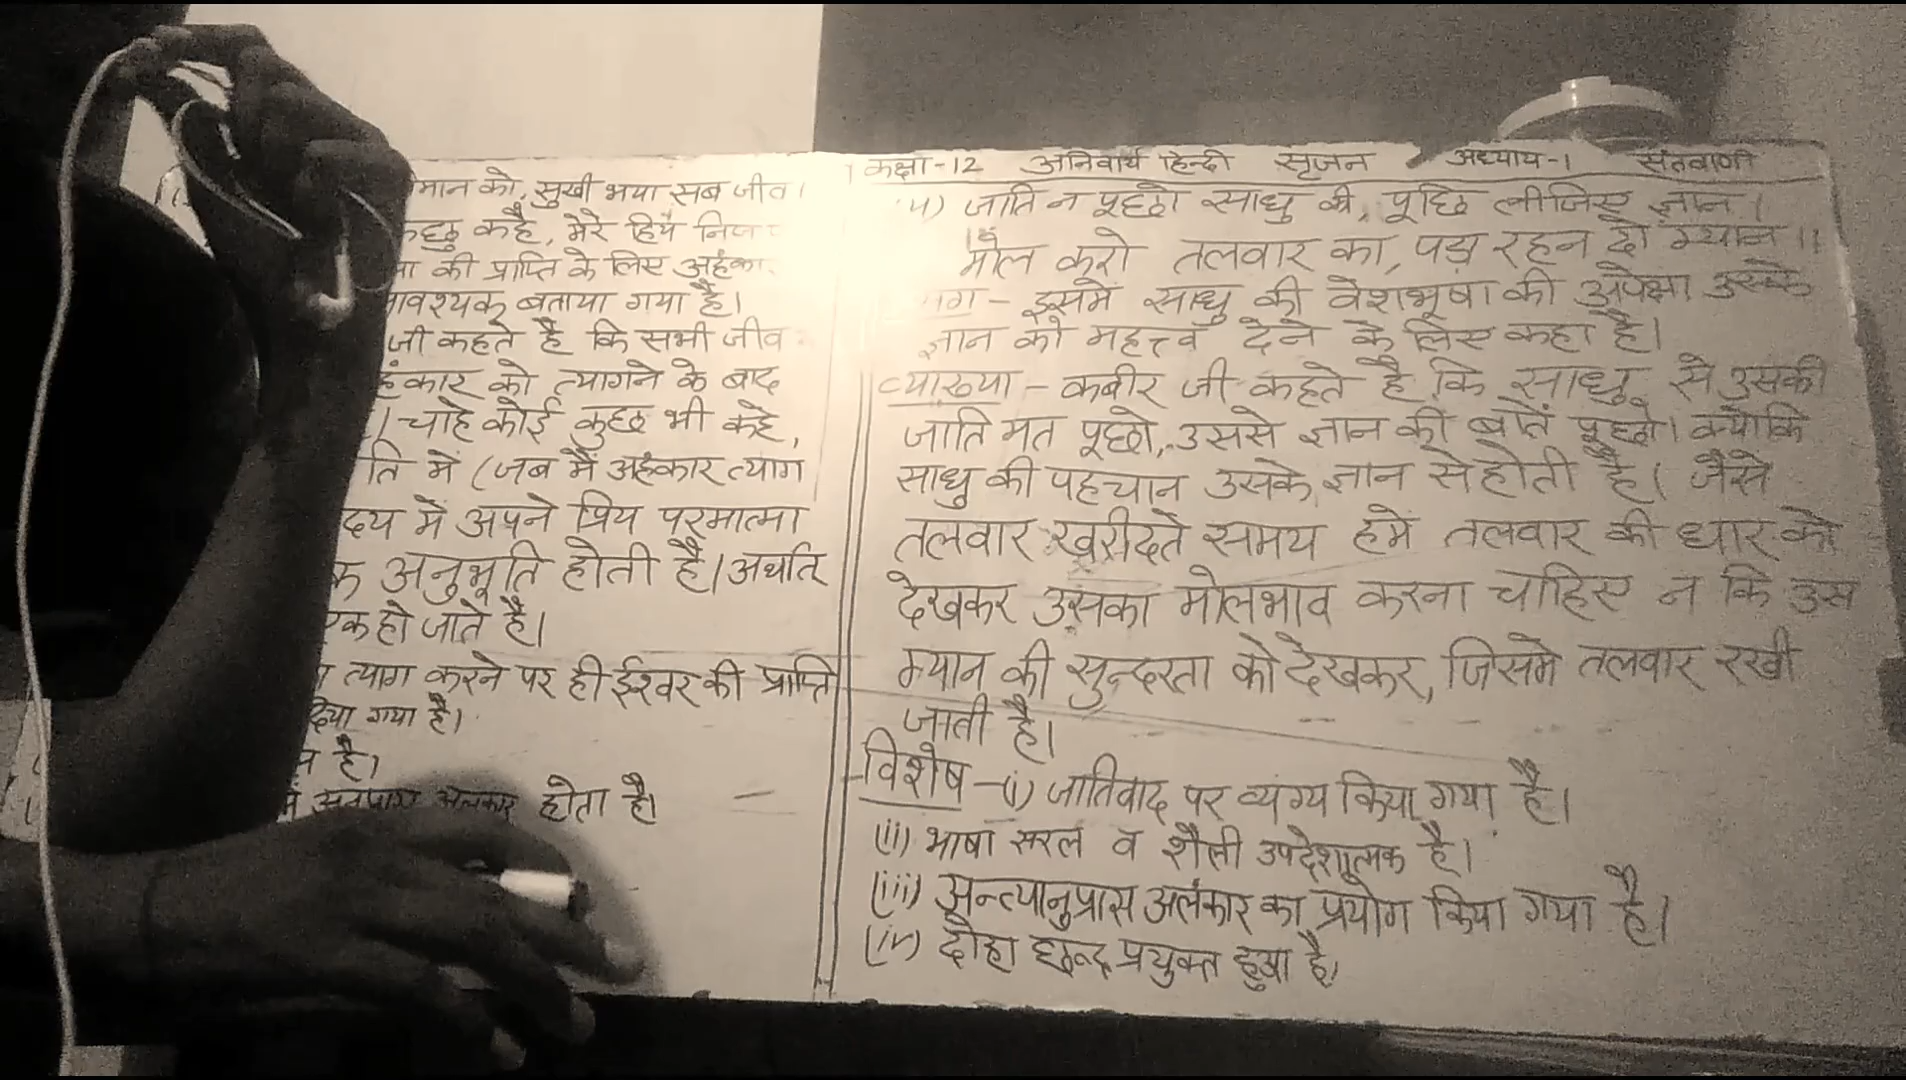 कक्षा-12 अनिवार्य हिन्दी सृजन अध्याय-1 संतवाणी
मान को, सुखी भया सब जीव।
कछु कहै, मेरे हिय निज
की प्राप्ति के लिए अहंका
आवश्यक बताया गया है।
जी कहते है कि सभी जीव
हंकार को त्यागने के बाद
चाहे कोई कुछ भी कहे,
ति में (जब मैं अहंकार त्याग
दय में अपने प्रिय परमात्मा
अनुभूति होती है। अर्थात
एक हो जाते है।
त्याग करने पर ही ईश्वर की प्राप्ति
दिया गया है।
है।
होता है।
जाति न पूछो साधु की, पूछि लीजिए ज्ञान।
मोल करो तलवार का, पड़ा रहन दो म्यान।।
इसमें साधु की वेशभूषा की अपेक्षा उसके
ज्ञान को महत्त्व देने के लिए कहा है।
व्याख्या - कबीर जी कहते है कि साधु से उसकी
जाति मत पूछो, उससे ज्ञान की बातें पूछो। क्योकि
साधु की पहचान उसके ज्ञान से होती है। जैसे
तलवार खरीदते समय हमे तलवार की धार को
देखकर उसका मोलभाव करना चाहिए न कि उस
म्यान की सुन्दरता को देखकर, जिसमे तलवार रखी
जाती है।
विशेष - (i) जातिवाद पर व्यंग्य किया गया है।
(ii) भाषा सरल व शैली उपदेशात्मक है।
(iii) अन्त्यानुप्रास अलंकार का प्रयोग किया गया है।
(iv) दोहा छन्द प्रयुक्त हुआ है।